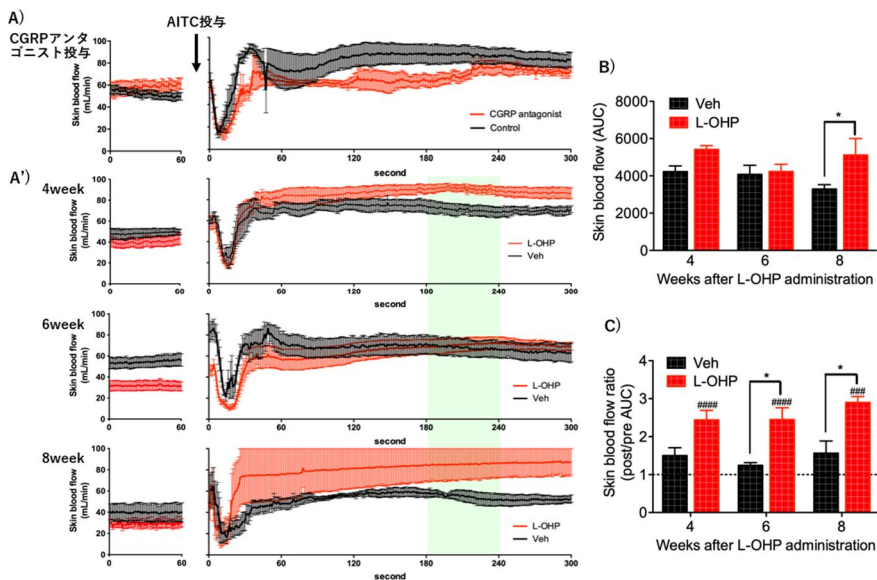 A)
CGRPアンタ
ゴニスト投与
AITC投与
Skin blood flow
(mL/min)
100
80
60
40
20
0
0
60
0
60
120
180
240
300
second
CGRP antagonist
Control
A')
4week
Skin blood flow
(mL/min)
100
80
60
40
20
0
0
60
0
60
120
180
240
300
second
L-OHP
Veh
6week
Skin blood flow
(mL/min)
100
80
60
40
20
0
0
60
0
60
120
180
240
300
second
L-OHP
Veh
8week
Skin blood flow
(mL/min)
100
80
60
40
20
0
0
60
0
60
120
180
240
300
second
L-OHP
Veh
B)
Veh
L-OHP
*
Skin blood flow (AUC)
8000
6000
4000
2000
0
4
6
8
Weeks after L-OHP administration
C)
Veh
L-OHP
*
*
####
####
###
Skin blood flow ratio
(post/pre AUC)
4
3
2
1
0
4
6
8
Weeks after L-OHP administration